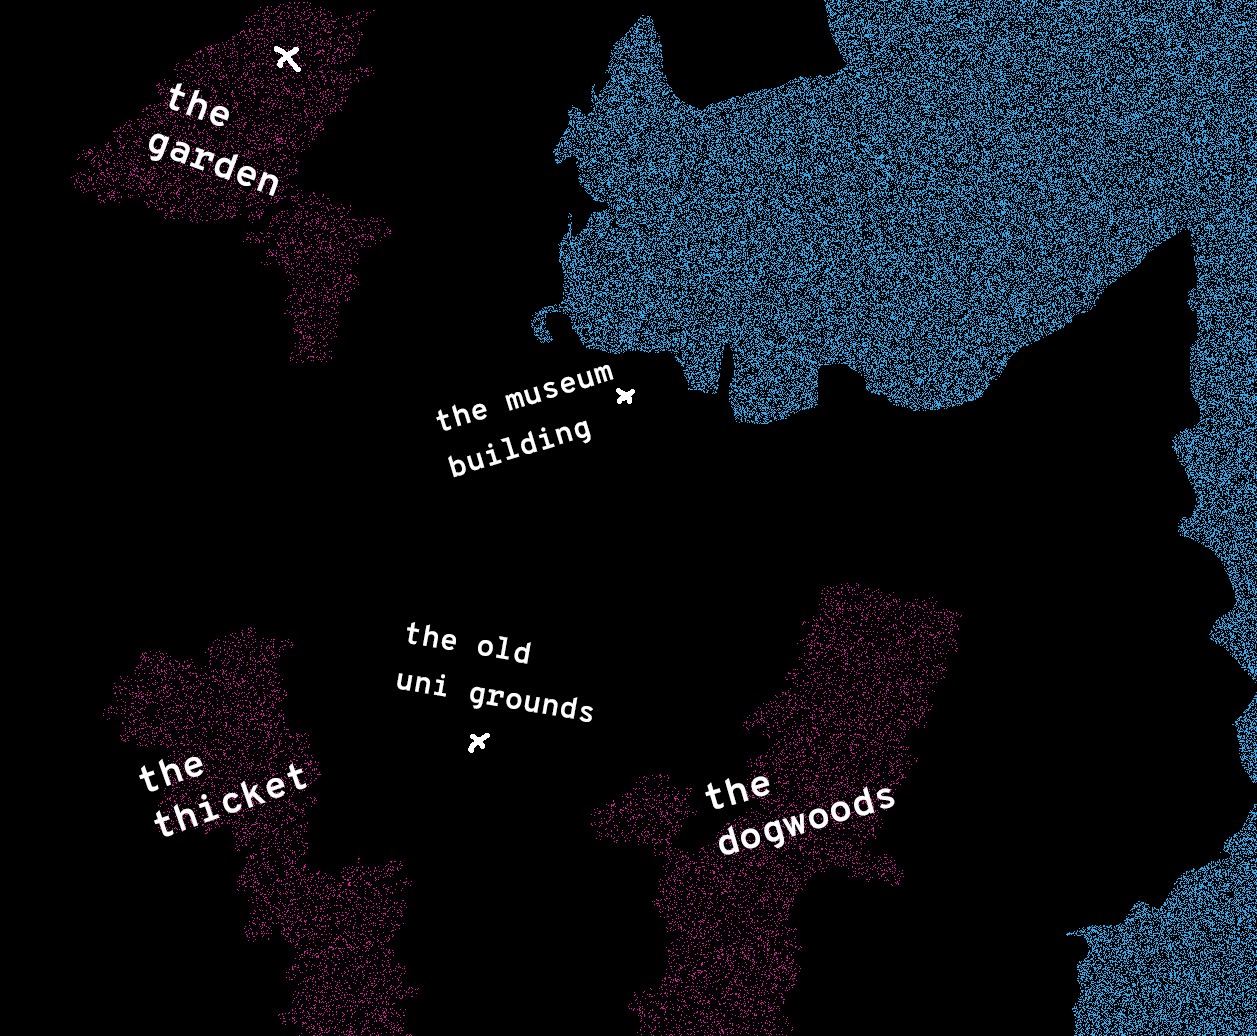 the
garden
the museum
building
the old
uni grounds
the
thicket
the
dogwoods